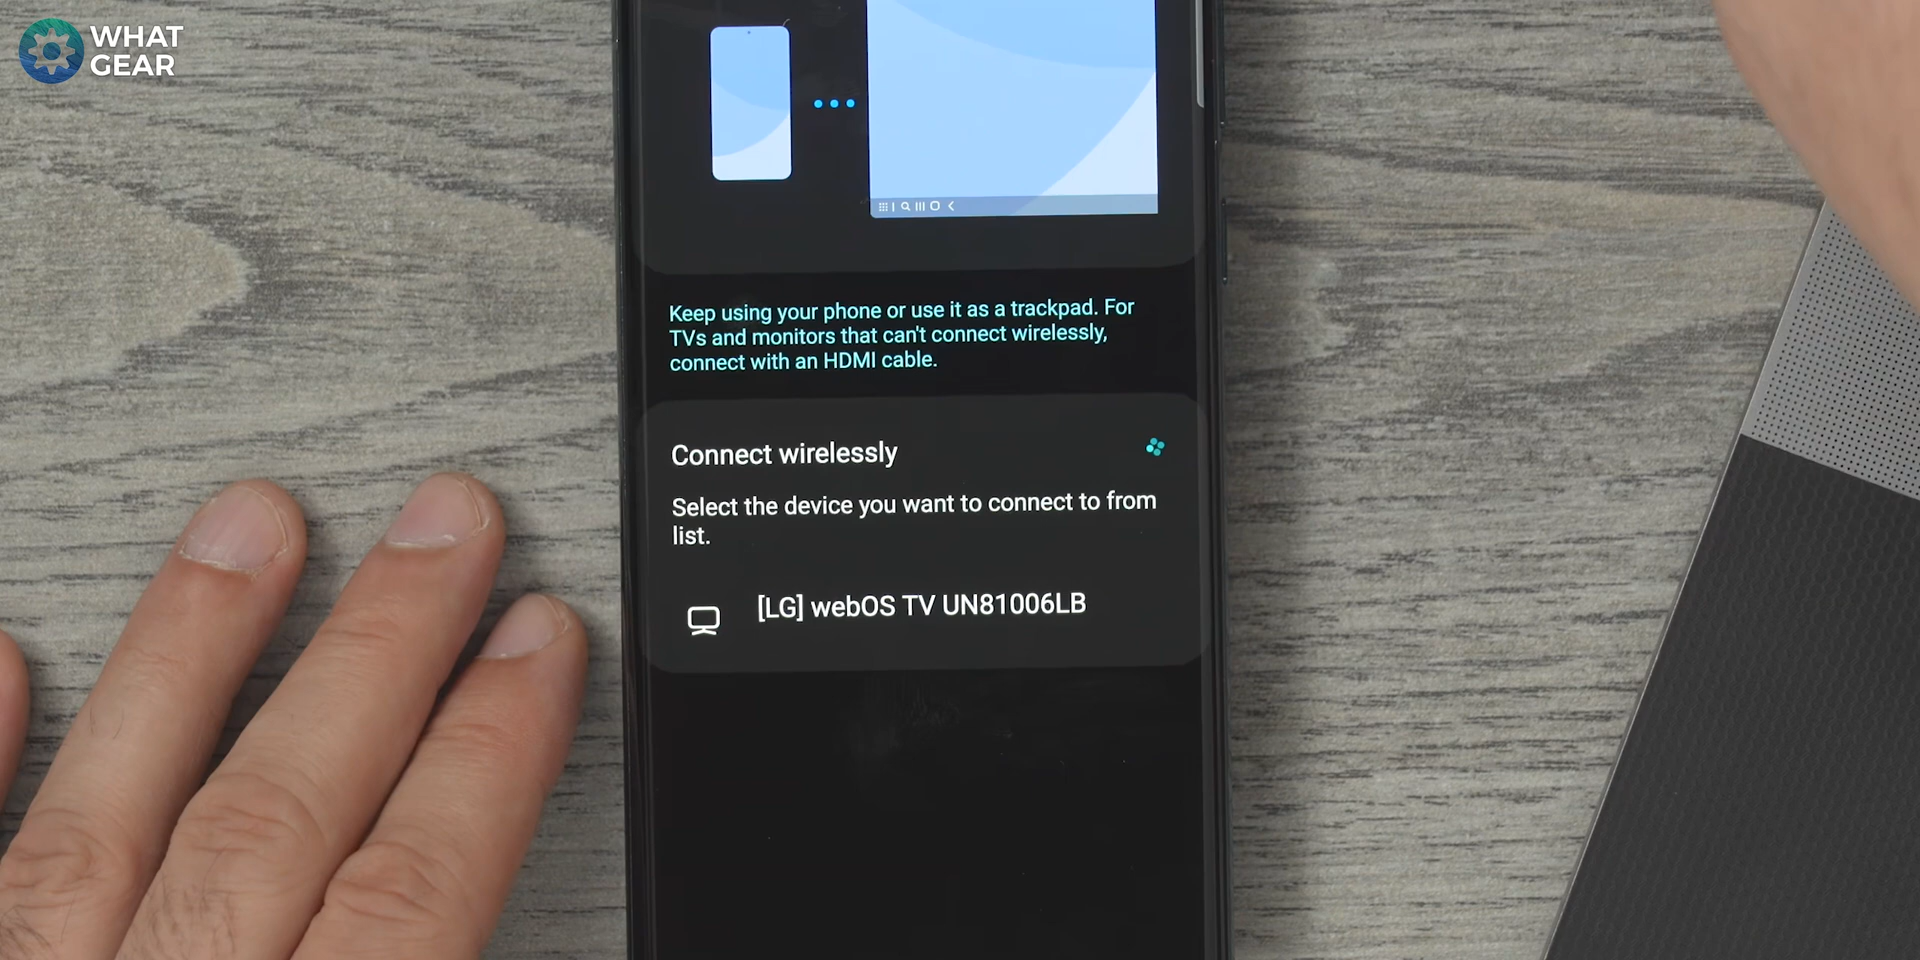 WHAT
GEAR
Keep using your phone or use it as a trackpad. For
TVs and monitors that can't connect wirelessly,
connect with an HDMI cable.
Connect wirelessly
Select the device you want to connect to from
list.
[LG] webOS TV UN81006LB